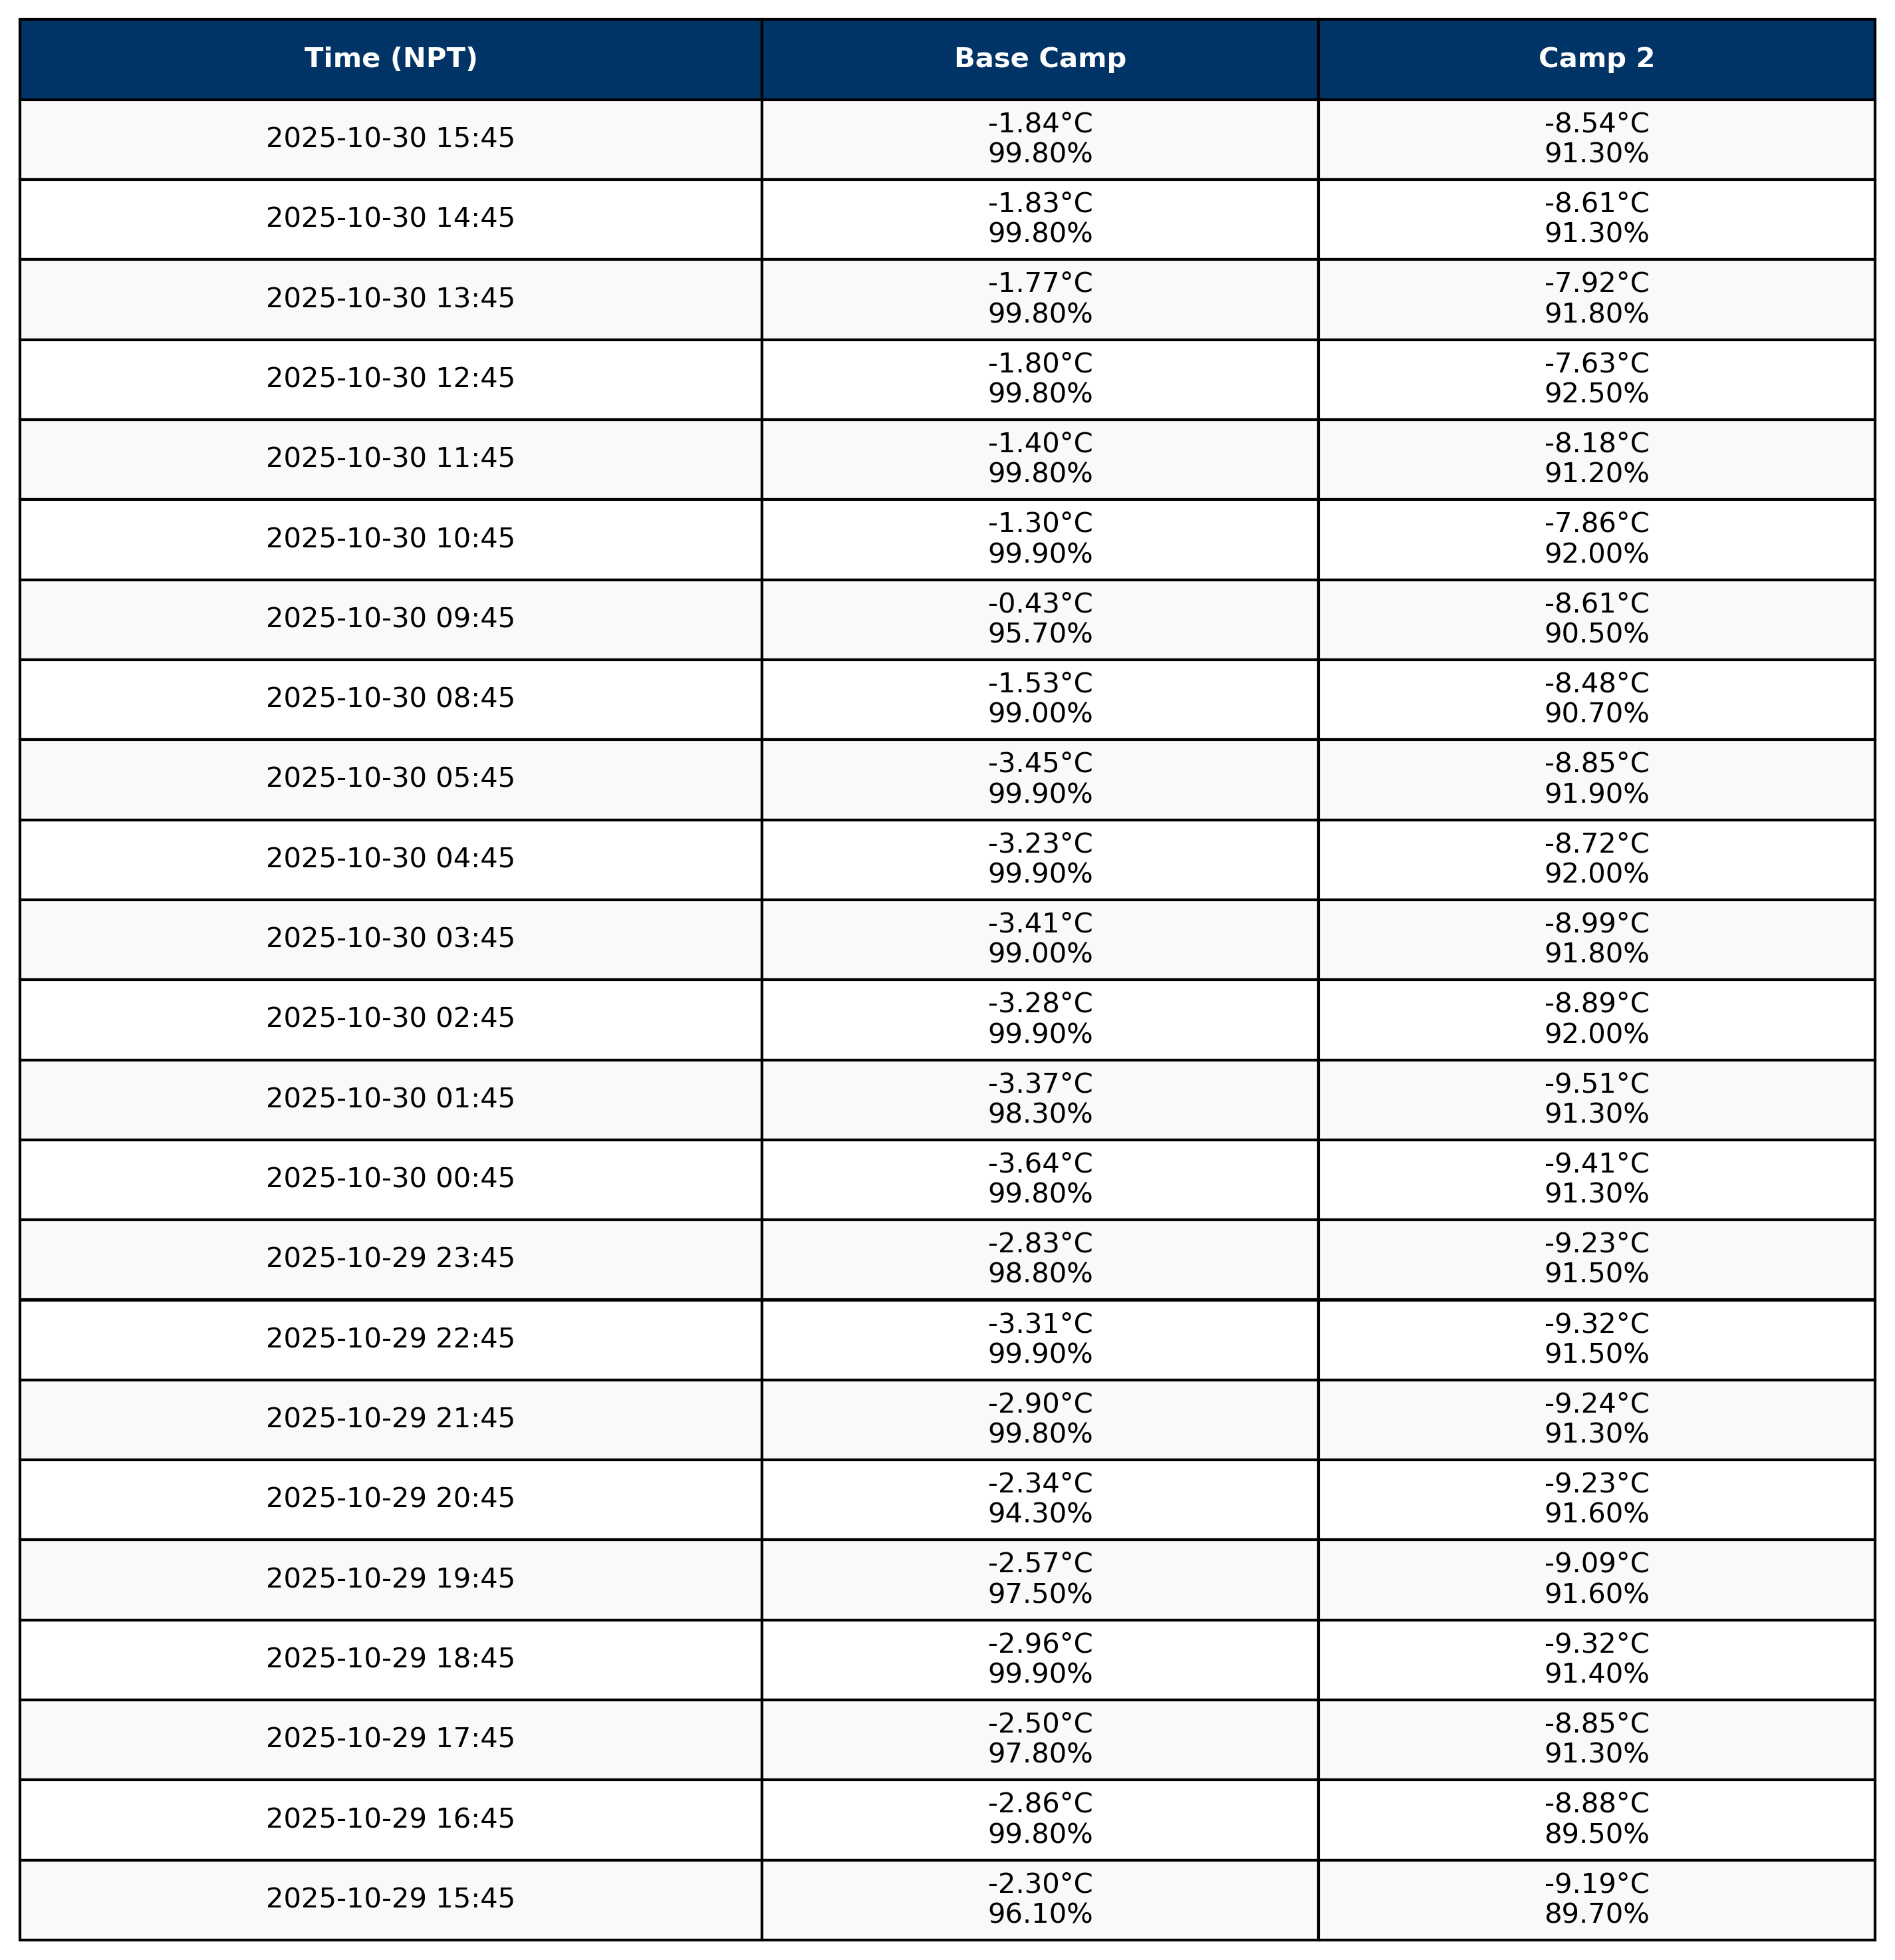 Time (NPT) Base Camp Camp 2
2025-10-30 15:45 -1.84°C 99.80% -8.54°C 91.30%
2025-10-30 14:45 -1.83°C 99.80% -8.61°C 91.30%
2025-10-30 13:45 -1.77°C 99.80% -7.92°C 91.80%
2025-10-30 12:45 -1.80°C 99.80% -7.63°C 92.50%
2025-10-30 11:45 -1.40°C 99.80% -8.18°C 91.20%
2025-10-30 10:45 -1.30°C 99.90% -7.86°C 92.00%
2025-10-30 09:45 -0.43°C 95.70% -8.61°C 90.50%
2025-10-30 08:45 -1.53°C 99.00% -8.48°C 90.70%
2025-10-30 05:45 -3.45°C 99.90% -8.85°C 91.90%
2025-10-30 04:45 -3.23°C 99.90% -8.72°C 92.00%
2025-10-30 03:45 -3.41°C 99.00% -8.99°C 91.80%
2025-10-30 02:45 -3.28°C 99.90% -8.89°C 92.00%
2025-10-30 01:45 -3.37°C 98.30% -9.51°C 91.30%
2025-10-30 00:45 -3.64°C 99.80% -9.41°C 91.30%
2025-10-29 23:45 -2.83°C 98.80% -9.23°C 91.50%
2025-10-29 22:45 -3.31°C 99.90% -9.32°C 91.50%
2025-10-29 21:45 -2.90°C 99.80% -9.24°C 91.30%
2025-10-29 20:45 -2.34°C 94.30% -9.23°C 91.60%
2025-10-29 19:45 -2.57°C 97.50% -9.09°C 91.60%
2025-10-29 18:45 -2.96°C 99.90% -9.32°C 91.40%
2025-10-29 17:45 -2.50°C 97.80% -8.85°C 91.30%
2025-10-29 16:45 -2.86°C 99.80% -8.88°C 89.50%
2025-10-29 15:45 -2.30°C 96.10% -9.19°C 89.70%